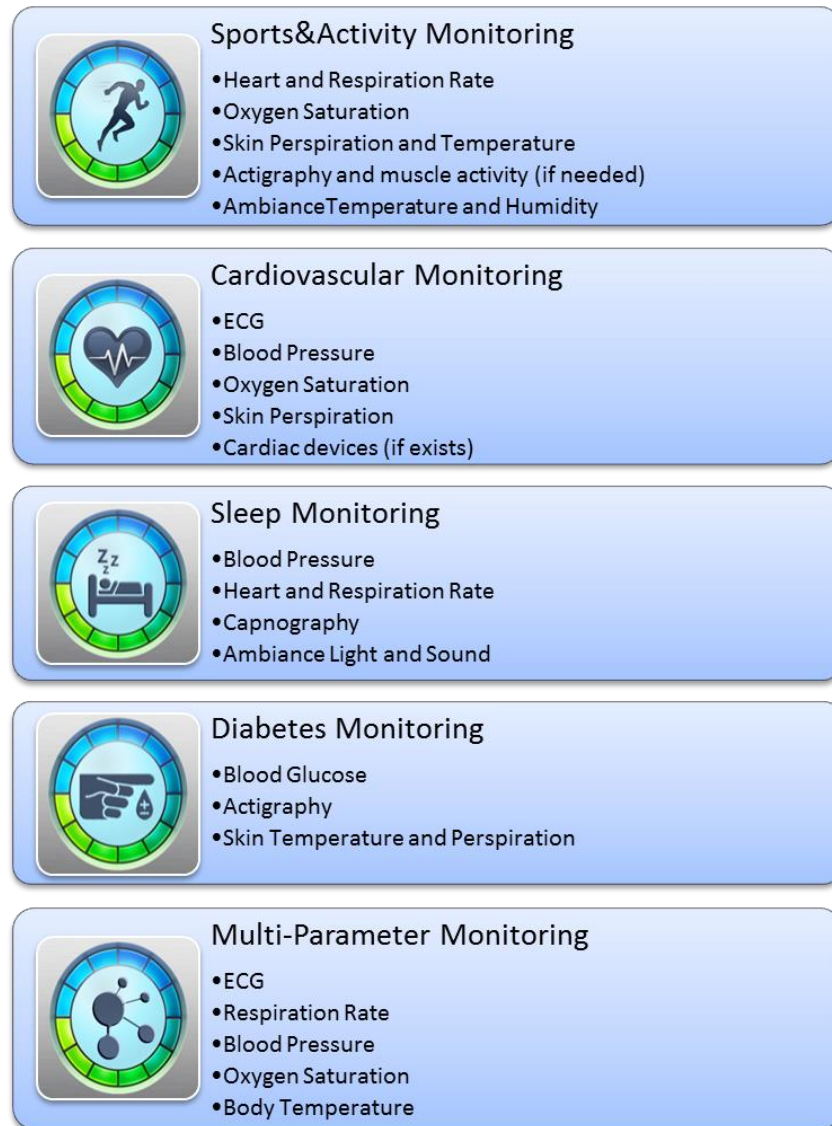 Sports&Activity Monitoring
•Heart and Respiration Rate
•Oxygen Saturation
•Skin Perspiration and Temperature
•Actigraphy and muscle activity (if needed)
•AmbianceTemperature and Humidity
Cardiovascular Monitoring
•ECG
•Blood Pressure
•Oxygen Saturation
•Skin Perspiration
•Cardiac devices (if exists)
Z Z
z
Sleep Monitoring
•Blood Pressure
•Heart and Respiration Rate
•Capnography
•Ambiance Light and Sound
Diabetes Monitoring
•Blood Glucose
•Actigraphy
•Skin Temperature and Perspiration
Multi-Parameter Monitoring
•ECG
•Respiration Rate
•Blood Pressure
•Oxygen Saturation
•Body Temperature